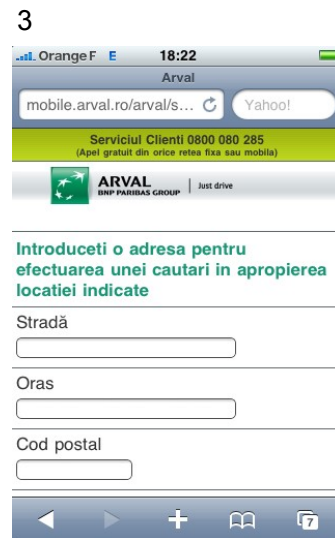 3
Orange F E 18:22
Arval
mobile.arval.ro/arval/s... Yahoo!
Serviciul Clienti 0800 080 285
(Apel gratuit din orice retea fixa sau mobila)
ARVAL
BNP PARIBAS GROUP
Just drive
Introduceti o adresa pentru
efectuarea unei cautari in apropierea
locatiei indicate
Stradă
Oras
Cod postal
7